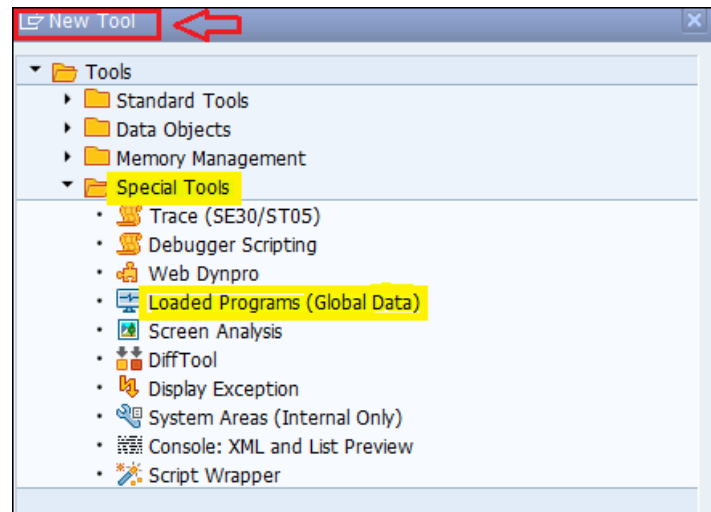 New Tool
Tools
Standard Tools
Data Objects
Memory Management
Special Tools
Trace (SE30/ST05)
Debugger Scripting
Web Dynpro
Loaded Programs (Global Data)
Screen Analysis
DiffTool
Display Exception
System Areas (Internal Only)
Console: XML and List Preview
Script Wrapper